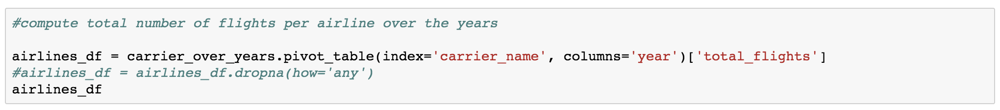 #compute total number of flights per airline over the years
airlines_df = carrier_over_years.pivot_table(index='carrier_name', columns='year')['total_flights']
#airlines_df = airlines_df.dropna(how='any')
airlines_df